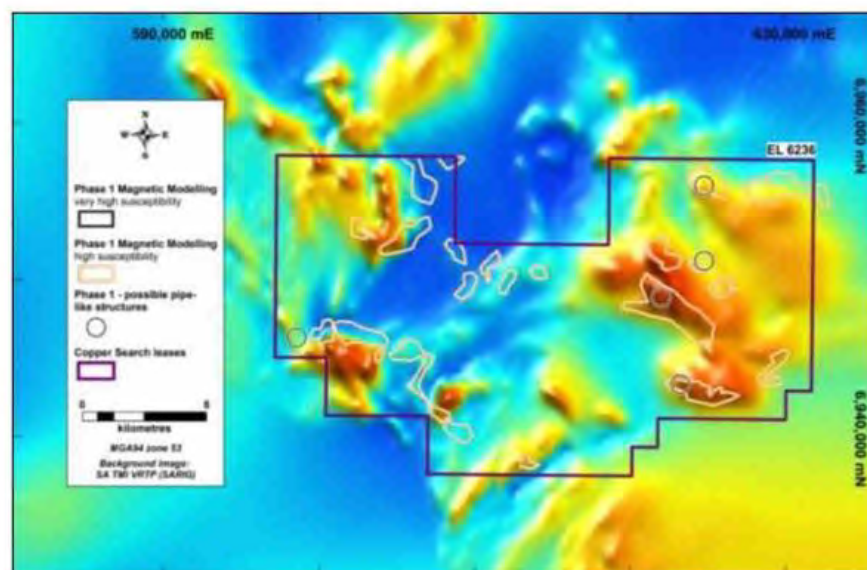 590,000 mE
630,000 mE
6,960,000 mN
EL 6236
N
W E
S
Phase 1 Magnetic Modelling
very high susceptibility
Phase 1 Magnetic Modelling
high susceptibility
Phase 1 - possible pipe-
like structures
Copper Search leases
0
kilometres
MGA94 zone 53
Background image:
SA TMI VRTP (SARIG)
6,940,000 mN